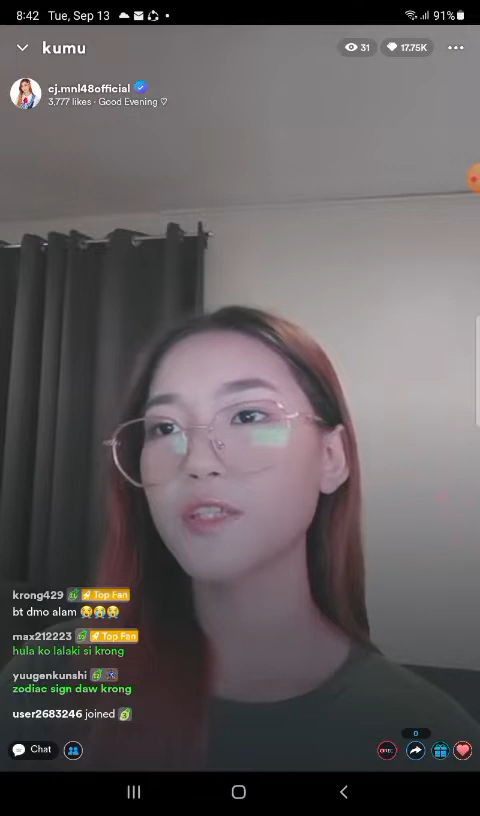 8:42 Tue, Sep 13
91%
kumu
31
17.75K
cj.mnl48official
3,777 likes · Good Evening ♡
krong429 Top Fan
bt dmo alam 😭😭😭
max212223 Top Fan
hula ko lalaki si krong
yuugenkunshi
zodiac sign daw krong
user2683246 joined
0
Chat